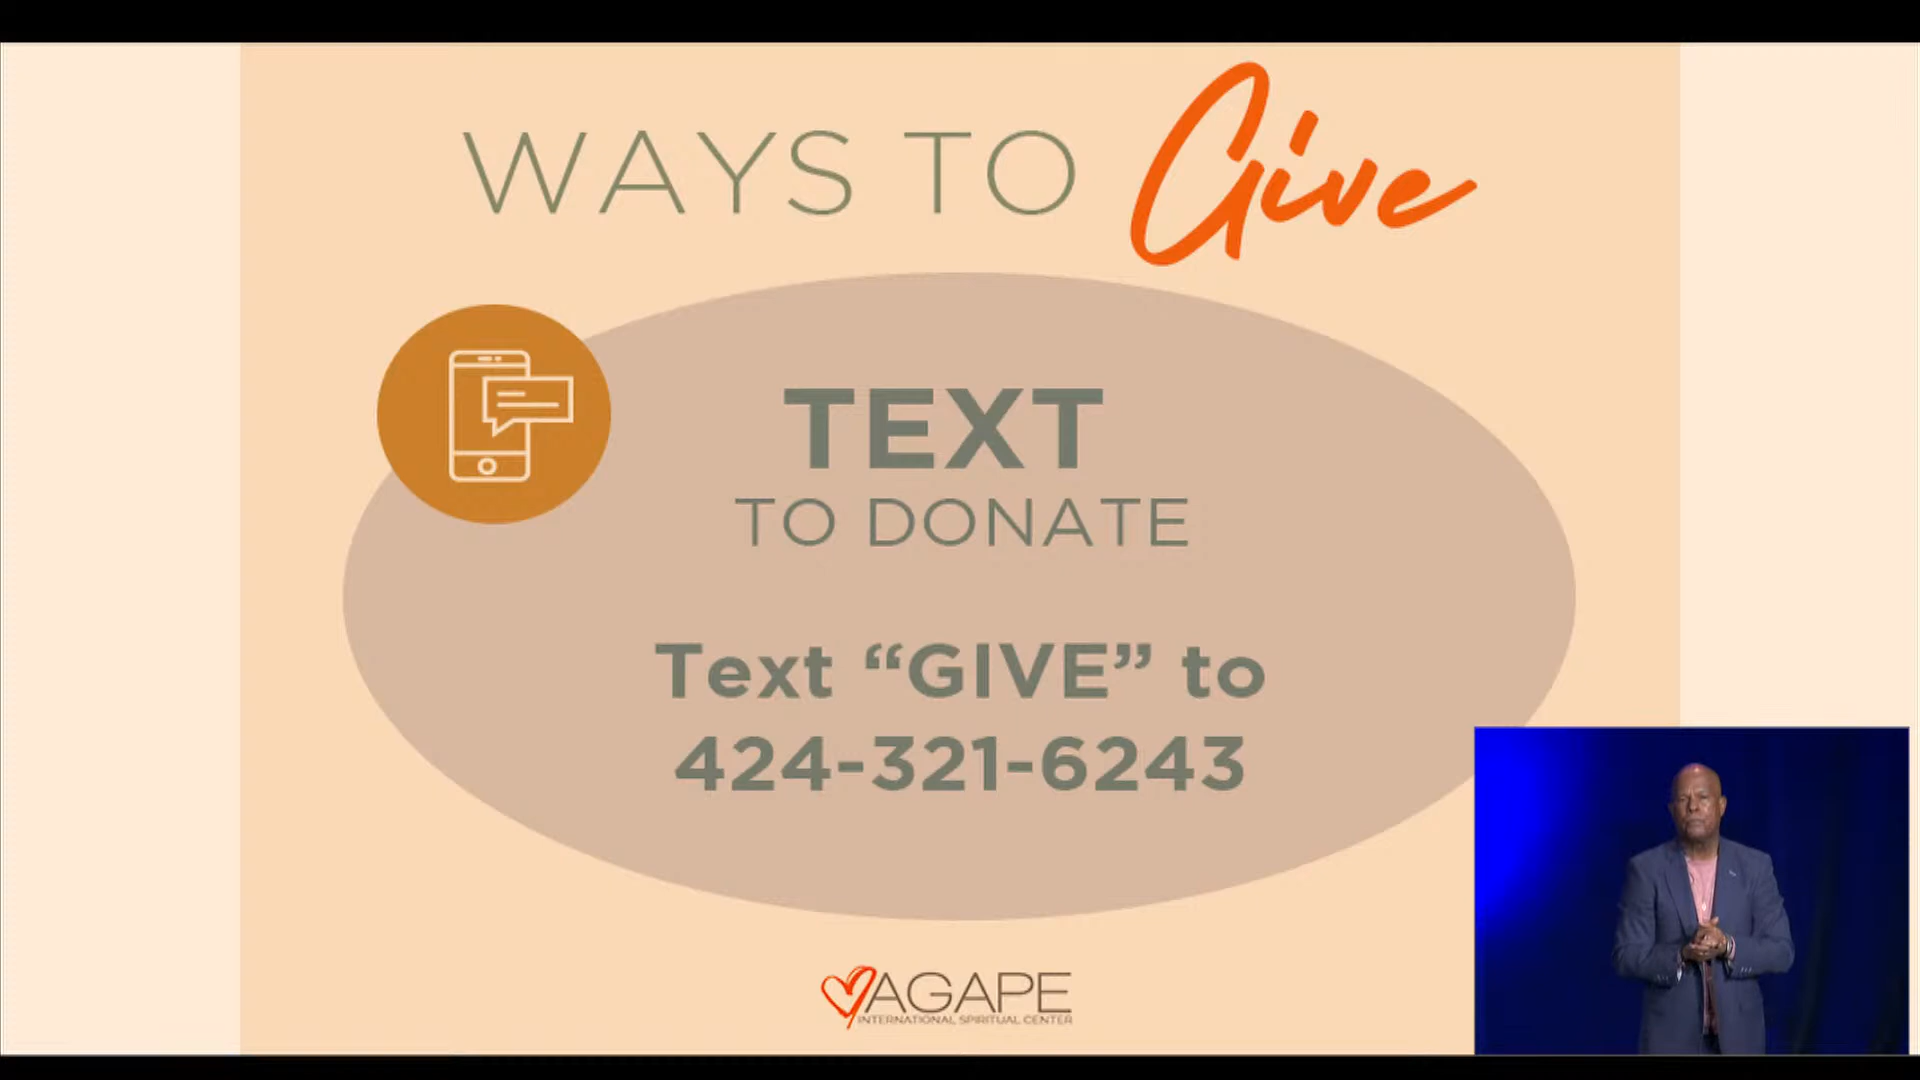 WAYS TO Give
TEXT
TO DONATE
Text “GIVE” to
424-321-6243
AGAPE
INTERNATIONAL SPIRITUAL CENTER